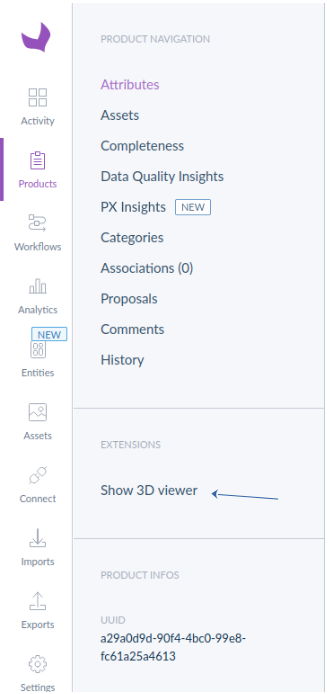 Activity
Products
Workflows
Analytics
NEW
Entities
Assets
Connect
Imports
Exports
Settings
PRODUCT NAVIGATION
Attributes
Assets
Completeness
Data Quality Insights
PX Insights NEW
Categories
Associations (0)
Proposals
Comments
History
EXTENSIONS
Show 3D viewer
PRODUCT INFOS
UUID
a29a0d9d-90f4-4bc0-99e8-
fc61a25a4613